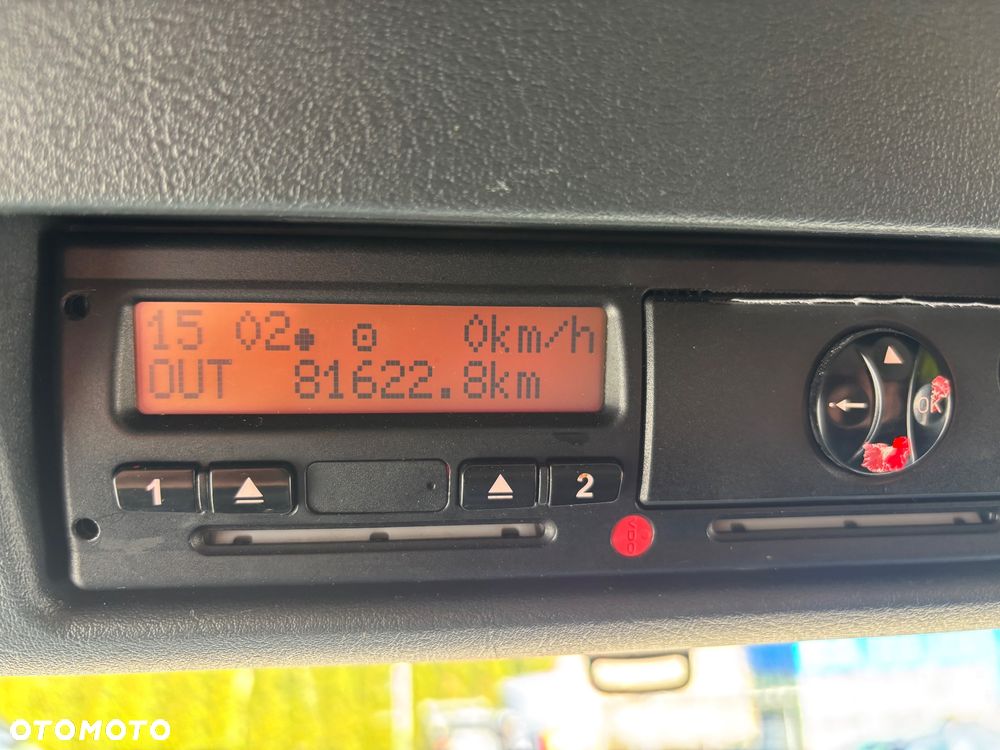 15 02 0km/h
OUT 81622.8km
OK
1 2
OTOMOTO